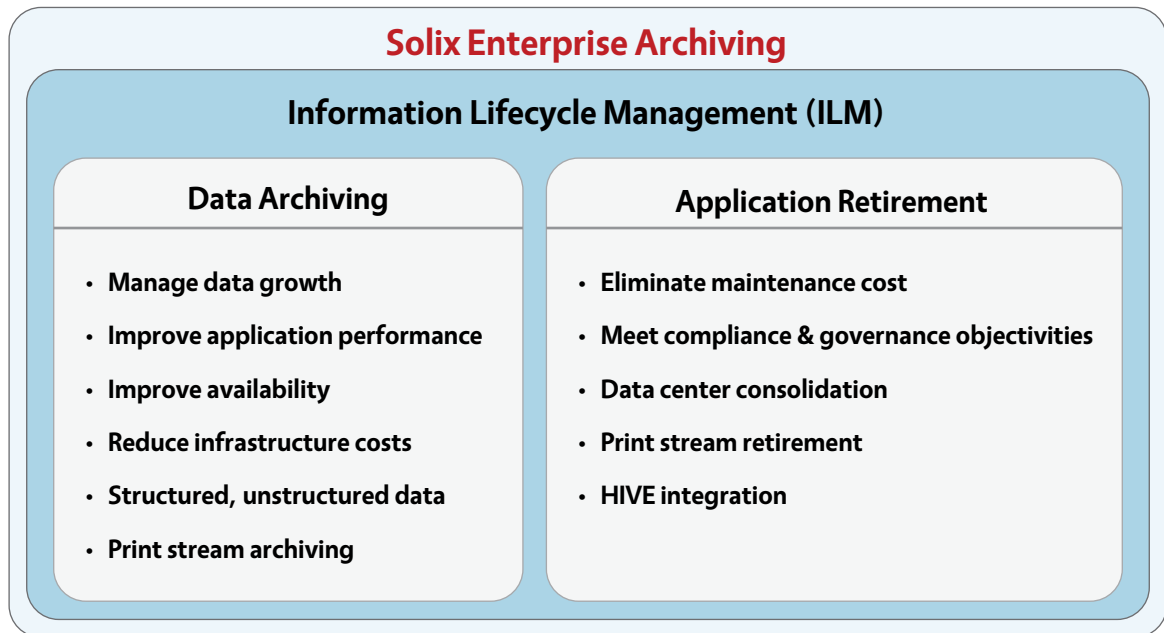 Solix Enterprise Archiving
Information Lifecycle Management (ILM)
Data Archiving
• Manage data growth
• Improve application performance
• Improve availability
• Reduce infrastructure costs
• Structured, unstructured data
• Print stream archiving
Application Retirement
• Eliminate maintenance cost
• Meet compliance & governance objectivities
• Data center consolidation
• Print stream retirement
• HIVE integration